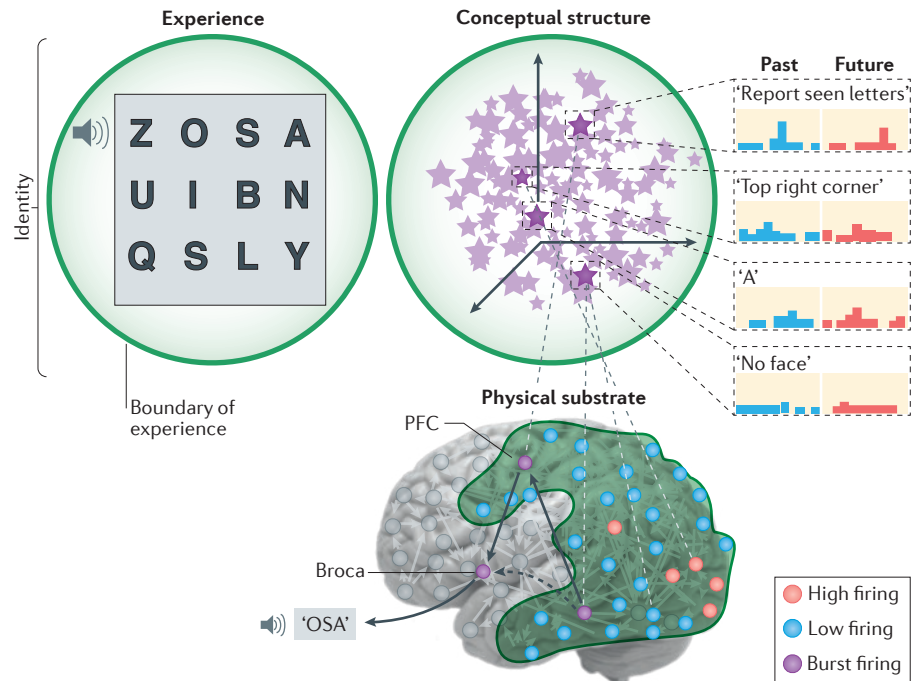 Experience
Conceptual structure
Past Future
Identity
Z O S A
U I B N
Q S L Y
'Report seen letters'
'Top right corner'
'A'
'No face'
Boundary of
experience
Physical substrate
PFC
Broca
'OSA'
High firing
Low firing
Burst firing